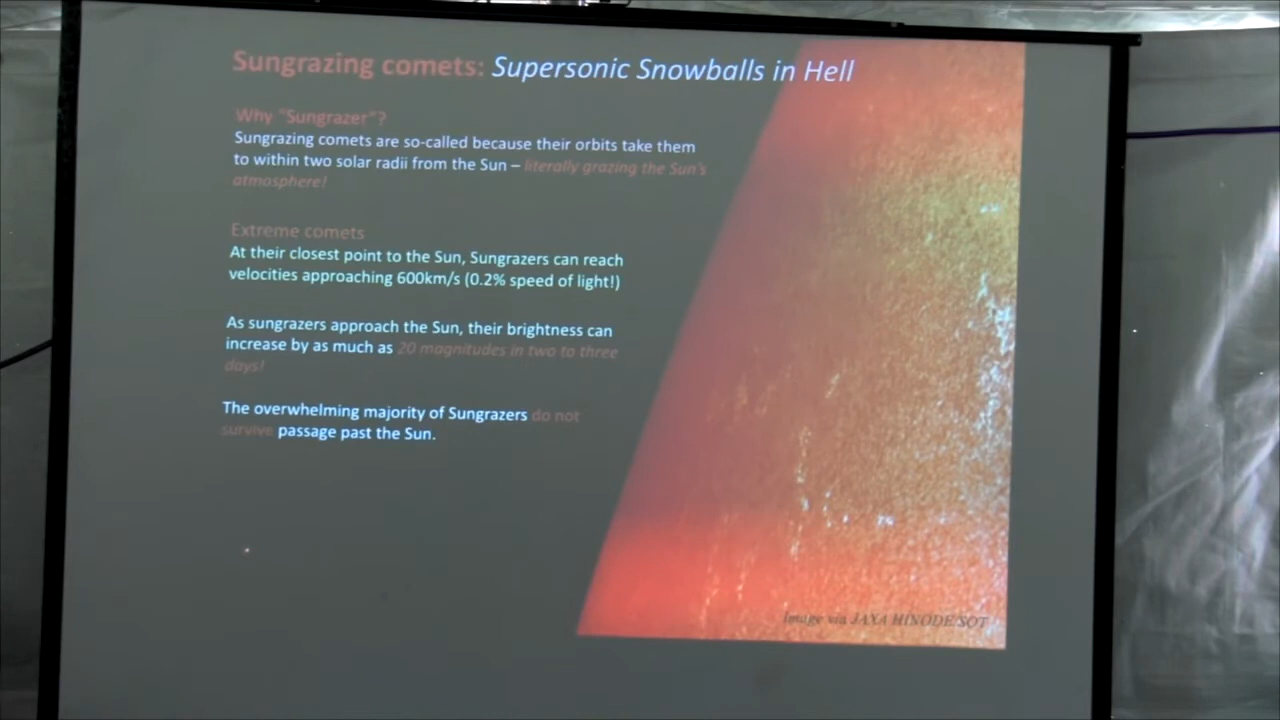 Sungrazing comets: Supersonic Snowballs in Hell
Why "Sungrazer"?
Sungrazing comets are so-called because their orbits take them
to within two solar radii from the Sun – literally grazing the Sun's
atmosphere!
Extreme comets
At their closest point to the Sun, Sungrazers can reach
velocities approaching 600km/s (0.2% speed of light!)
As sungrazers approach the Sun, their brightness can
increase by as much as 20 magnitudes in two to three
days!
The overwhelming majority of Sungrazers do not
survive passage past the Sun.
Image via JAXA HINODE/SOT